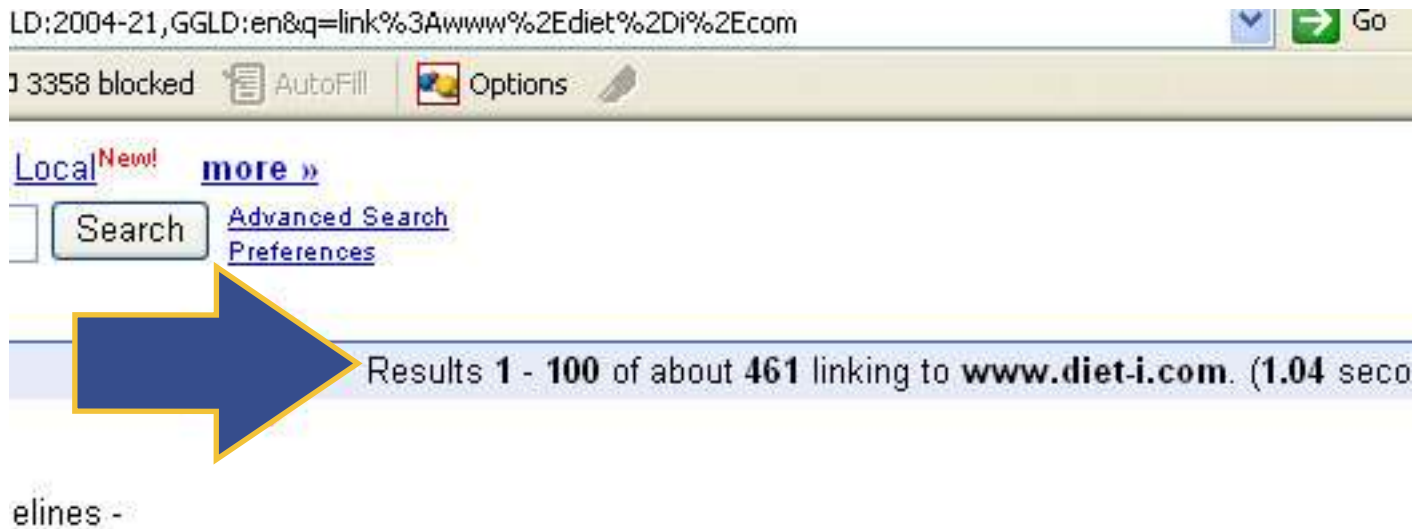 LD:2004-21,GGLD:en&q=link%3Awww%2Ediet%2Di%2Ecom Go
3358 blocked AutoFill Options
Local New! more »
Search Advanced Search
Preferences
Results 1 - 100 of about 461 linking to www.diet-i.com. (1.04 seco
elines -